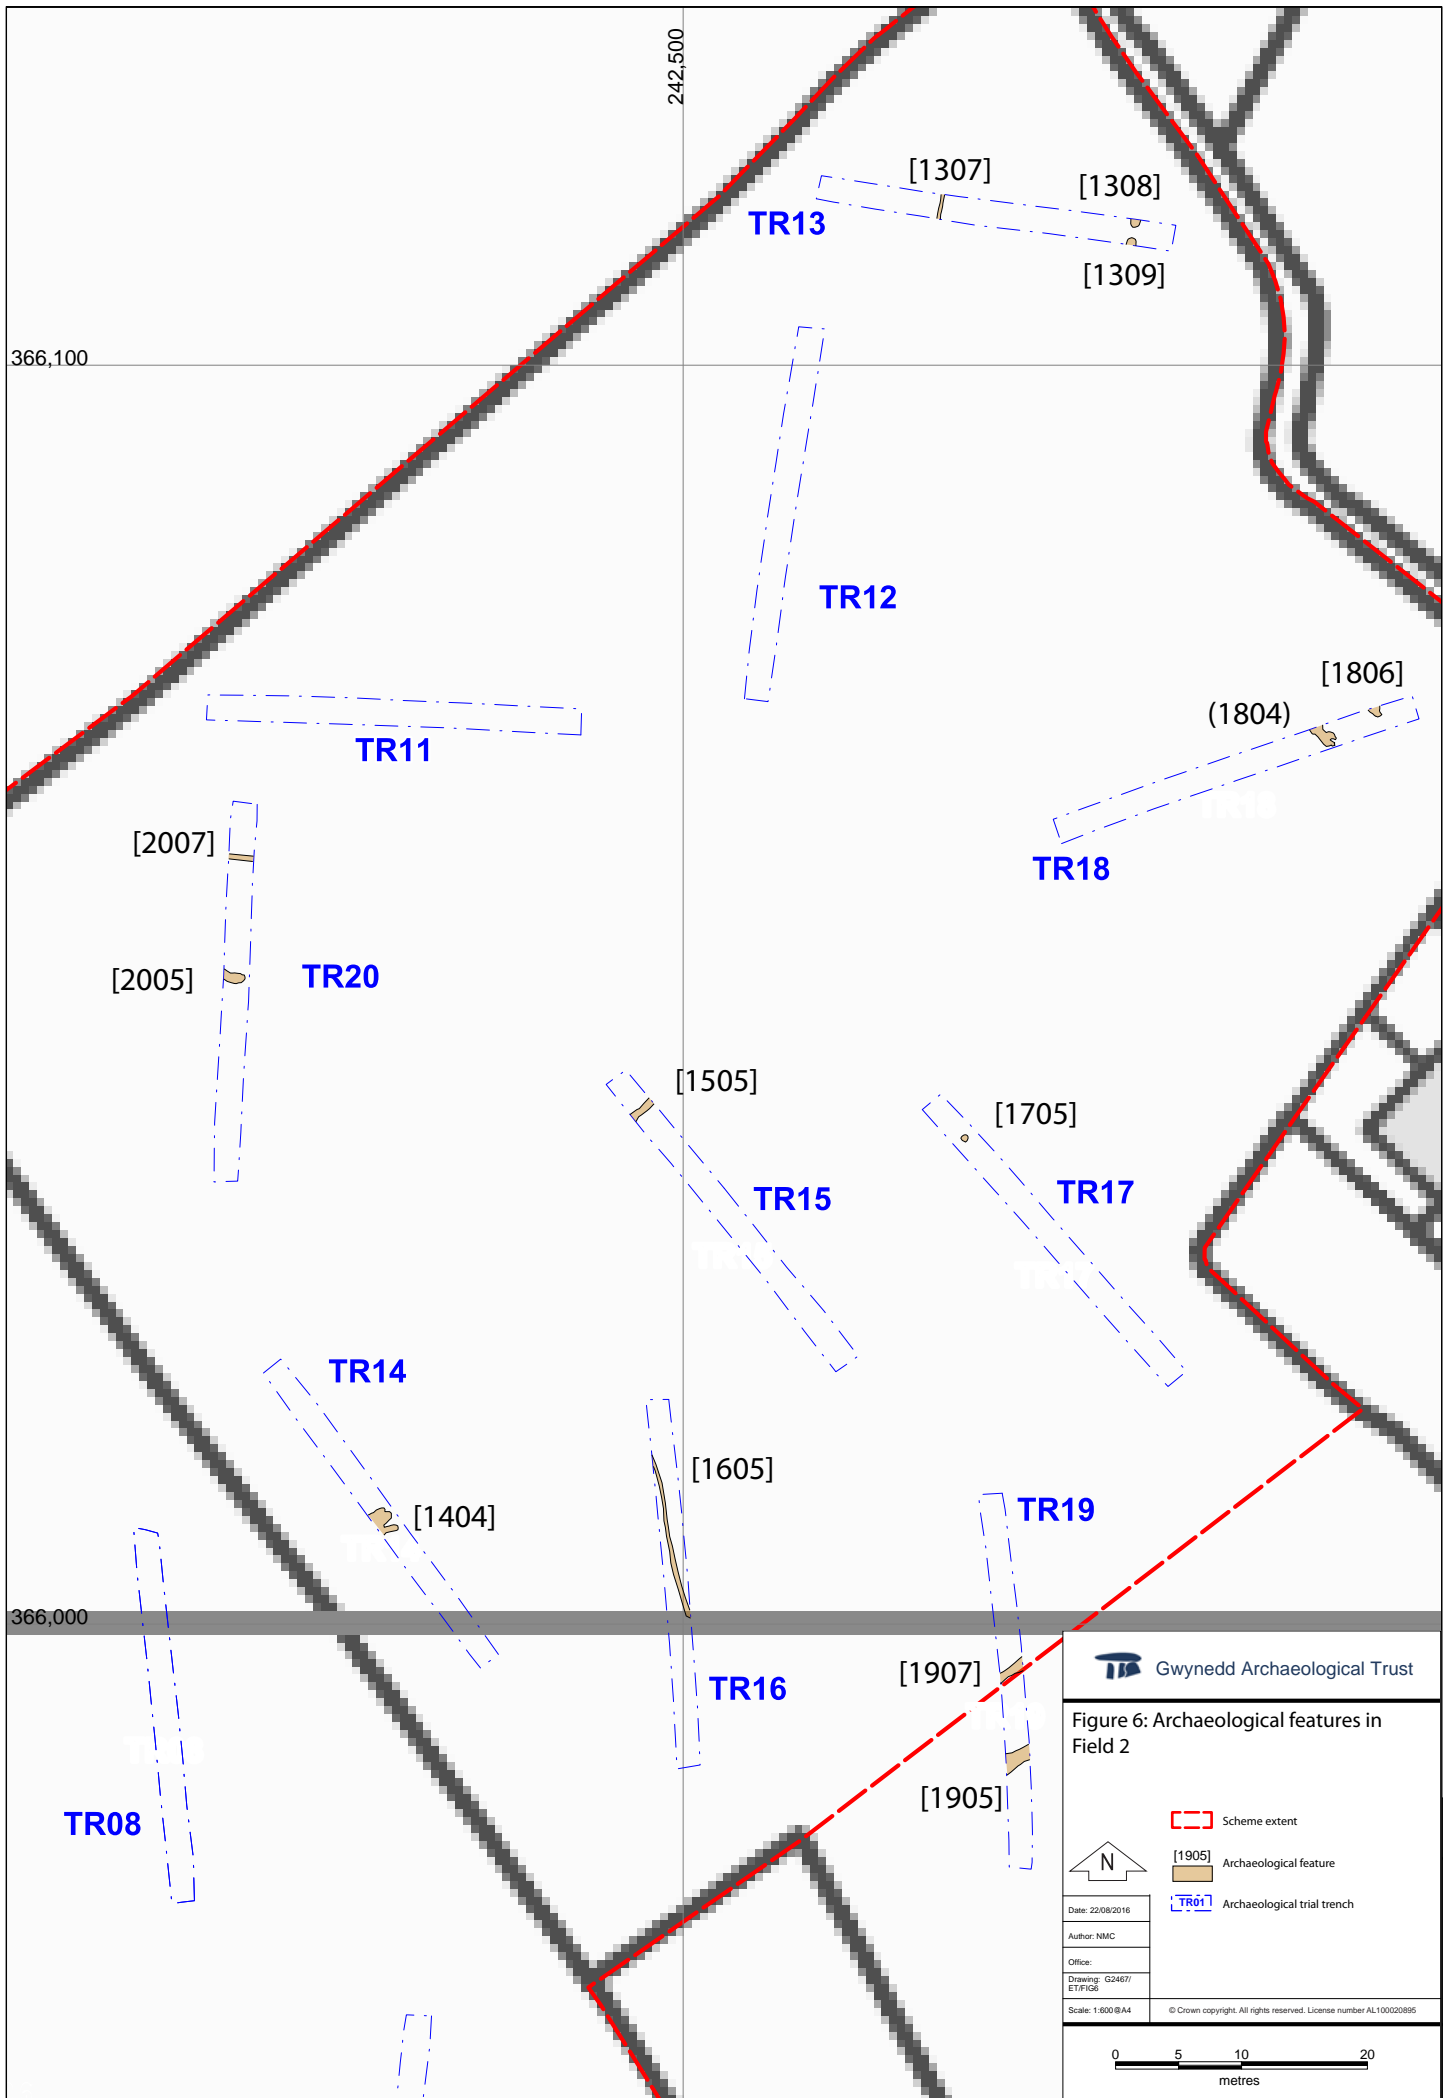 242,500
[1307]
[1308]
TR13
[1309]
366,100
TR12
[1806]
(1804)
TR11
TR18
[2007]
[2005]
TR20
[1505]
[1705]
TR15
TR17
TR14
[1605]
[1404]
TR19
366,000
[1907]
TR16
[1905]
TR08
Gwynedd Archaeological Trust
Figure 6: Archaeological features in
Field 2
Scheme extent
N
[1905]
Archaeological feature
TR01
Archaeological trial trench
Date: 22/08/2016
Author: NMC
Office:
Drawing: G2467/
ET/FIG6
Scale: 1:600@A4
© Crown copyright. All rights reserved. License number AL100020895
0 5 10 20
metres